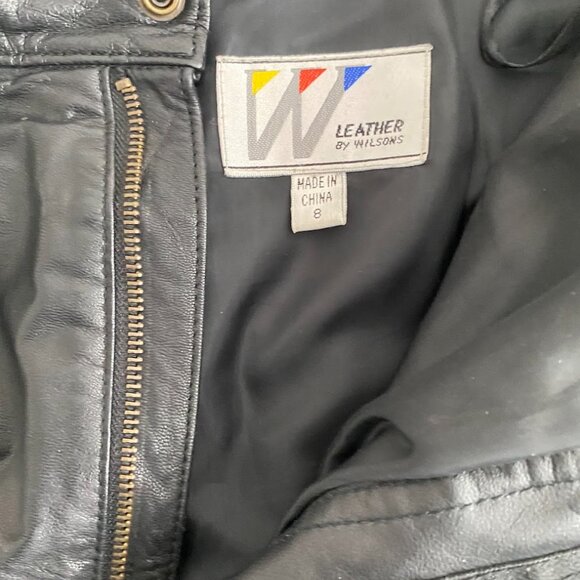 W
LEATHER
BY WILSONS
MADE IN
CHINA
8